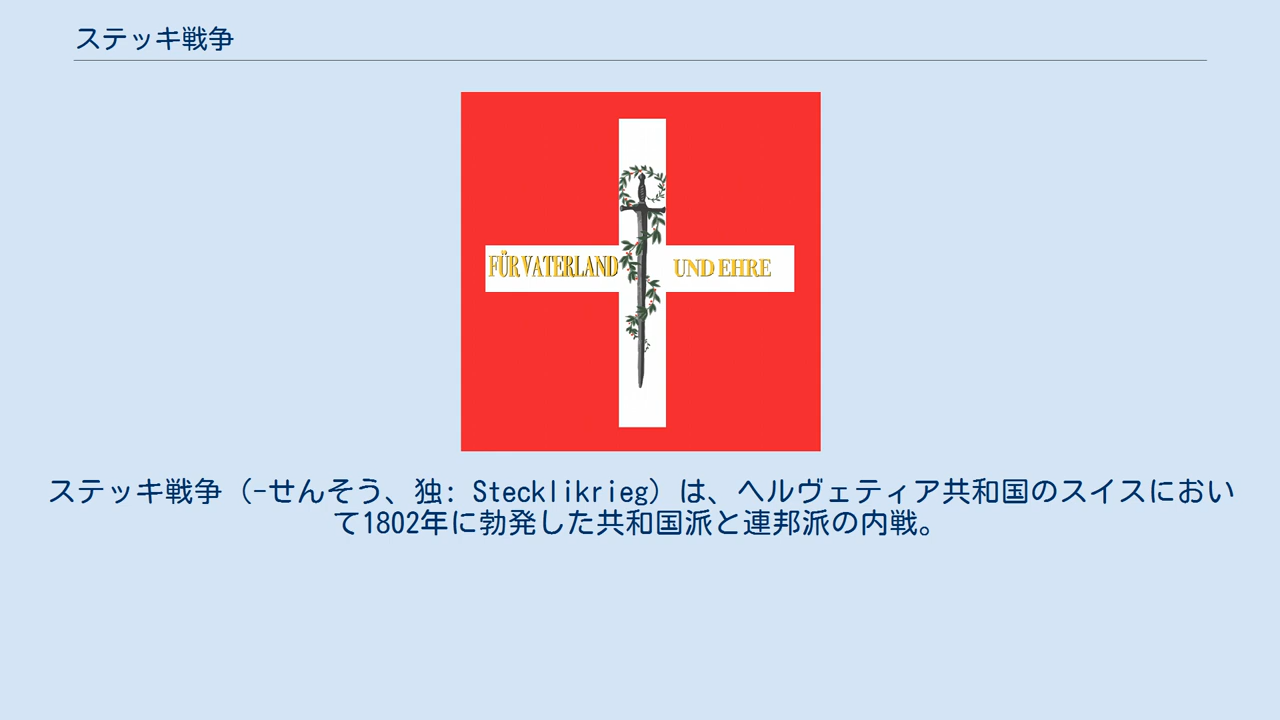 ステッキ戦争
FÜR VATERLAND UND EHRE
ステッキ戦争（-せんそう、独: Stecklikrieg）は、ヘルヴェティア共和国のスイスにおい
て1802年に勃発した共和国派と連邦派の内戦。